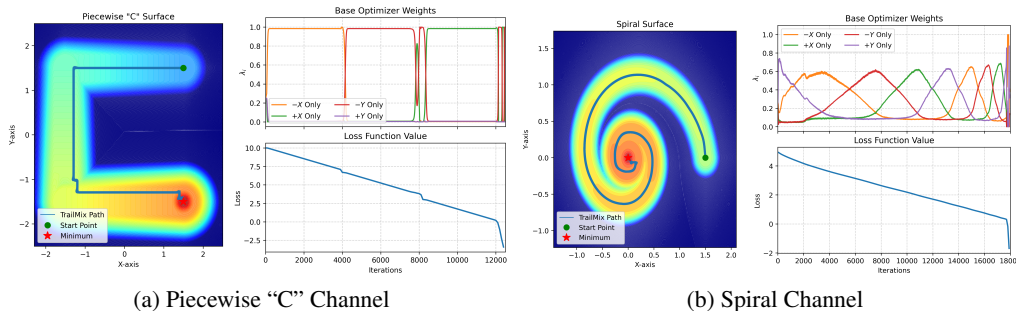 Piecewise "C" Surface
2
1
0
−1
−2
Y-axis
TrailMix Path
Start Point
Minimum
−2 −1 0 1 2
X-axis
Base Optimizer Weights
1.0
0.8
0.6
0.4
0.2
0.0
λᵢ
−X Only −Y Only
+X Only +Y Only
Loss Function Value
10.0
7.5
5.0
2.5
0.0
−2.5
Loss
0 2000 4000 6000 8000 10000 12000
Iterations
(a) Piecewise “C” Channel
Spiral Surface
1.5
1.0
0.5
0.0
−0.5
−1.0
Y-axis
TrailMix Path
Start Point
Minimum
−1.0 −0.5 0.0 0.5 1.0 1.5 2.0
X-axis
Base Optimizer Weights
−X Only −Y Only
+X Only +Y Only
1.0
0.8
0.6
0.4
0.2
0.0
λᵢ
Loss Function Value
4
2
0
−2
Loss
0 2000 4000 6000 8000 10000 12000 14000 16000 18000
Iterations
(b) Spiral Channel